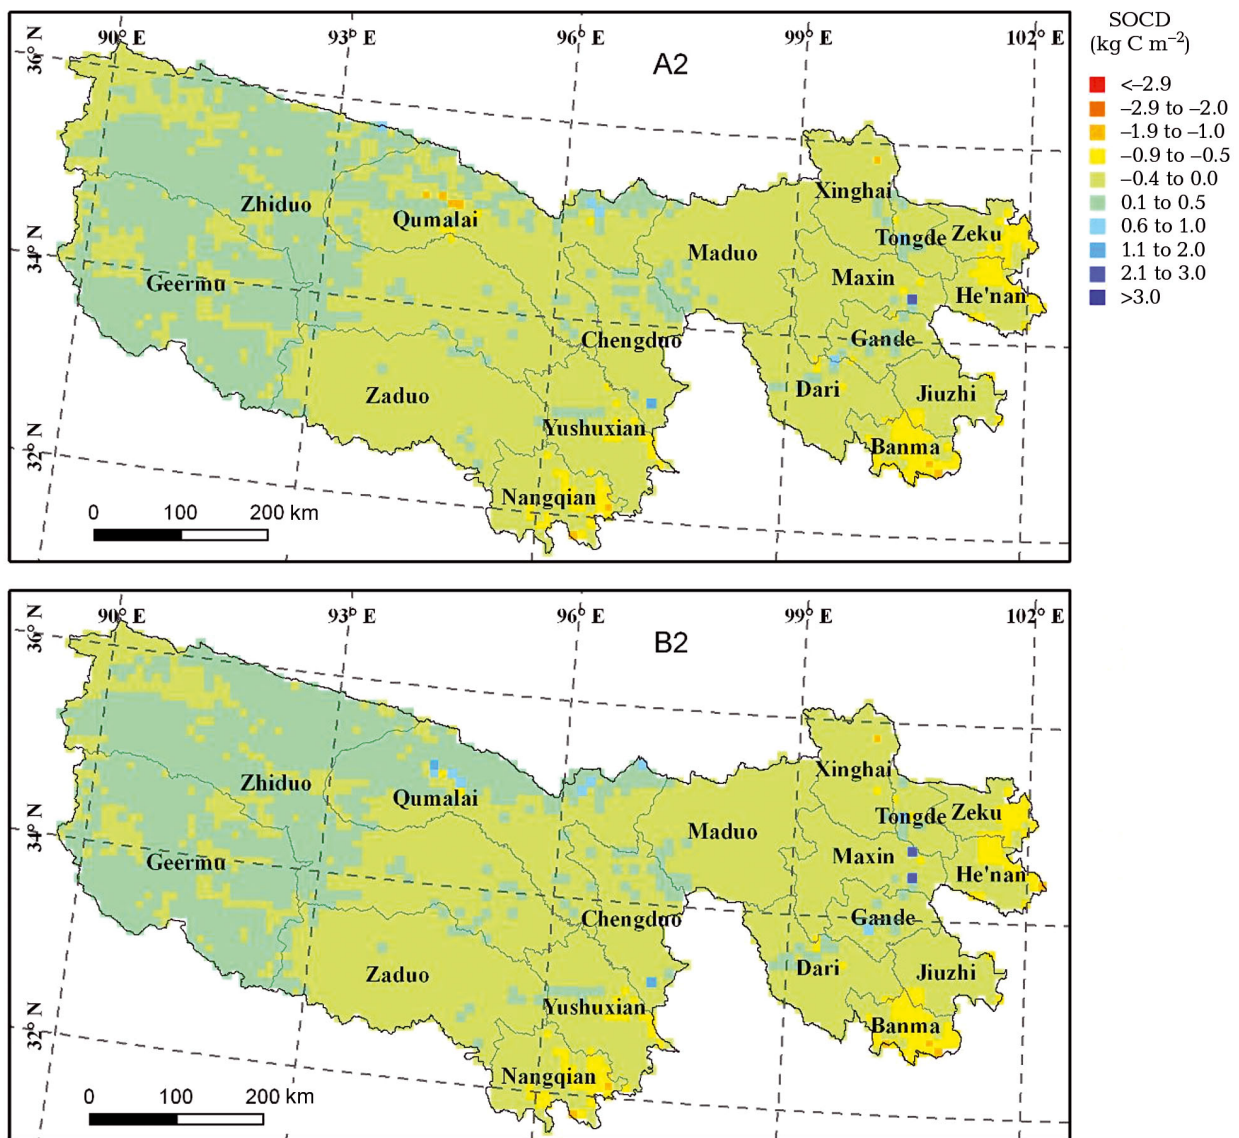 90° E 93° E 96° E 99° E 102° E
SOCD
(kg C m⁻²)
36° N
A2
<–2.9
–2.9 to –2.0
–1.9 to –1.0
–0.9 to –0.5
–0.4 to 0.0
0.1 to 0.5
0.6 to 1.0
1.1 to 2.0
2.1 to 3.0
>3.0
Xinghai
Zhiduo
Qumalai
Tongde Zeku
34° N
Maduo
Geermu
Maxin
He'nan
Chengduo
Gande
Zaduo
Dari
Jiuzhi
Yushuxian
32° N
Banma
Nangqian
0 100 200 km
90° E 93° E 96° E 99° E 102° E
36° N
B2
Xinghai
Zhiduo
Qumalai
Tongde Zeku
34° N
Maduo
Geermu
Maxin
He'nan
Chengduo
Gande
Zaduo
Dari
Jiuzhi
Yushuxian
32° N
Banma
Nangqian
0 100 200 km